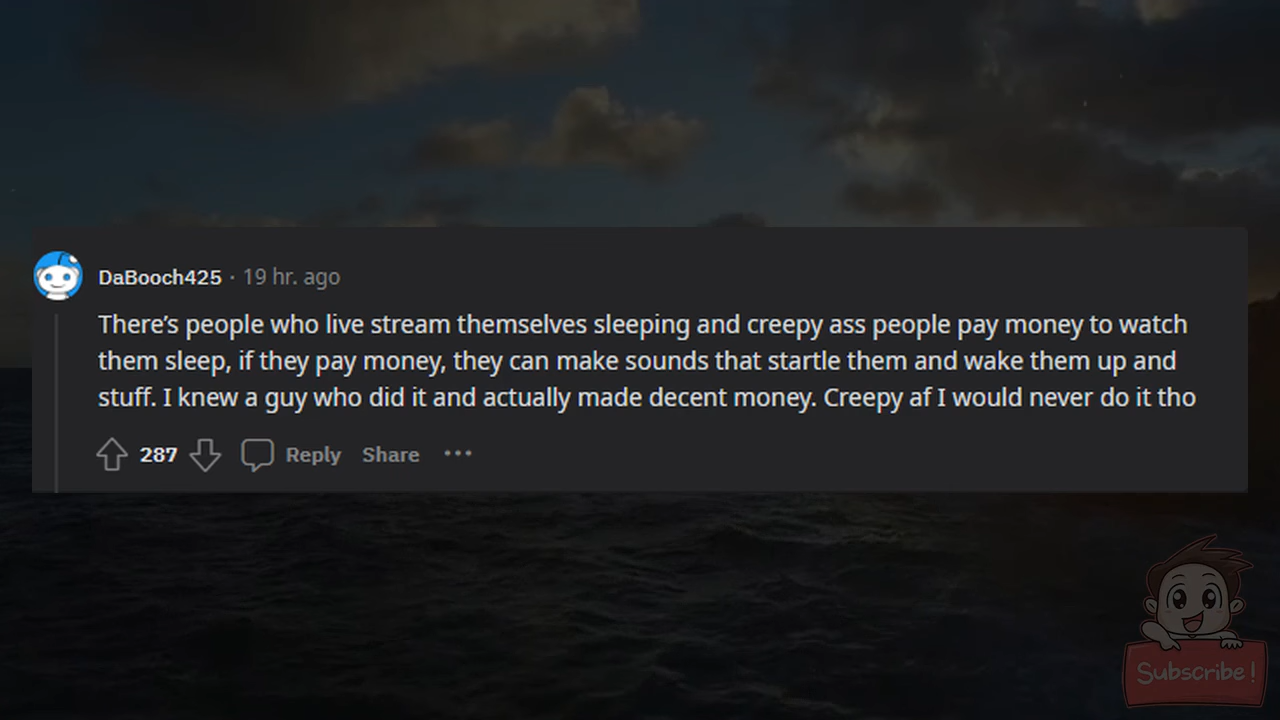 DaBooch425 · 19 hr. ago
There’s people who live stream themselves sleeping and creepy ass people pay money to watch
them sleep, if they pay money, they can make sounds that startle them and wake them up and
stuff. I knew a guy who did it and actually made decent money. Creepy af I would never do it tho
287 Reply Share ···
Subscribe!